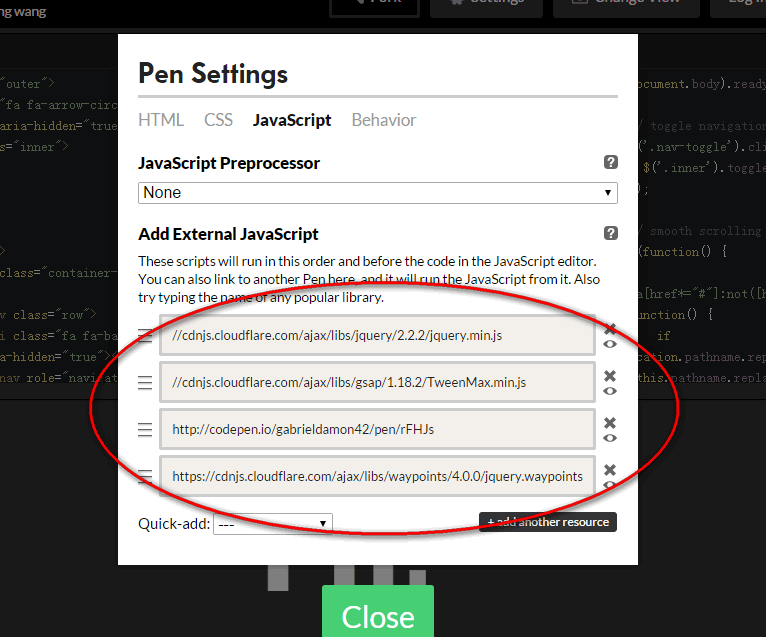 ng wang
Fork Settings Change View Log In
Pen Settings
HTML CSS JavaScript Behavior
JavaScript Preprocessor ?
None
Add External JavaScript ?
These scripts will run in this order and before the code in the JavaScript editor.
You can also link to another Pen here, and it will run the JavaScript from it. Also
try typing the name of any popular library.
//cdnjs.cloudflare.com/ajax/libs/jquery/2.2.2/jquery.min.js
//cdnjs.cloudflare.com/ajax/libs/gsap/1.18.2/TweenMax.min.js
http://codepen.io/gabrieldamon42/pen/rFHJs
https://cdnjs.cloudflare.com/ajax/libs/waypoints/4.0.0/jquery.waypoints
Quick-add: --- + add another resource
Close
"outer">
"fa fa-arrow-circ
aria-hidden="true
s="inner">
>
class="container-
v class="row">
i class="fa fa-ba
a-hidden="true">
nav role="navigat
ocument.body).ready
/ toggle navigation
('.nav-toggle').cli
$('.inner').toggle
);
/ smooth scrolling
(function() {
a[href*="#"]:not([h
unction() {
if
cation.pathname.rep
this.pathname.repla